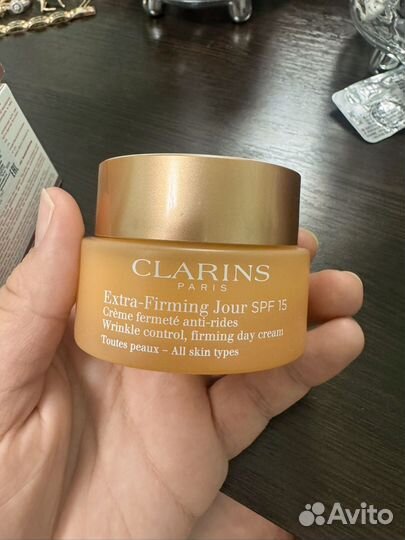 CLARINS
PARIS
Extra-Firming Jour SPF 15
Crème fermeté anti-rides
Wrinkle control, firming day cream
Toutes peaux – All skin types
Avito